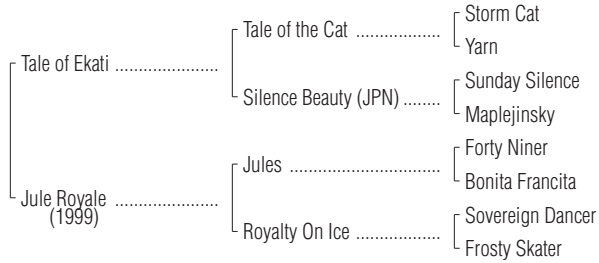 Storm Cat
Tale of the Cat ..................
Yarn
Tale of Ekati ......................
Sunday Silence
Silence Beauty (JPN) ........
Maplejinsky
Forty Niner
Jules ................................
Bonita Francita
Jule Royale ......................
(1999)
Sovereign Dancer
Royalty On Ice ..................
Frosty Skater